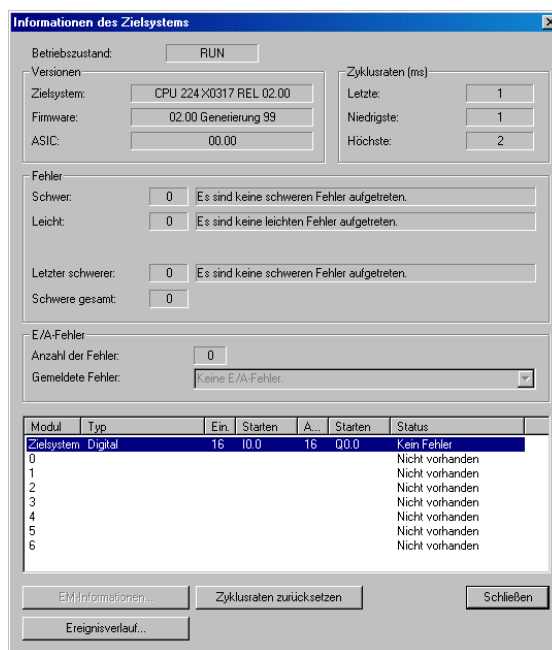 Informationen des Zielsystems
Betriebszustand: RUN
Versionen
Zielsystem: CPU 224 X0317 REL 02.00
Firmware: 02.00 Generierung 99
ASIC: 00.00
Zyklusraten (ms)
Letzte: 1
Niedrigste: 1
Höchste: 2
Fehler
Schwer: 0 Es sind keine schweren Fehler aufgetreten.
Leicht: 0 Es sind keine leichten Fehler aufgetreten.
Letzter schwerer: 0 Es sind keine schweren Fehler aufgetreten.
Schwere gesamt: 0
E/A-Fehler
Anzahl der Fehler: 0
Gemeldete Fehler: Keine E/A-Fehler.
Modul Typ Ein. Starten A... Starten Status
Zielsystem Digital 16 I0.0 16 Q0.0 Kein Fehler
0 Nicht vorhanden
1 Nicht vorhanden
2 Nicht vorhanden
3 Nicht vorhanden
4 Nicht vorhanden
5 Nicht vorhanden
6 Nicht vorhanden
EM-Informationen... Zyklusraten zurücksetzen Schließen
Ereignisverlauf...